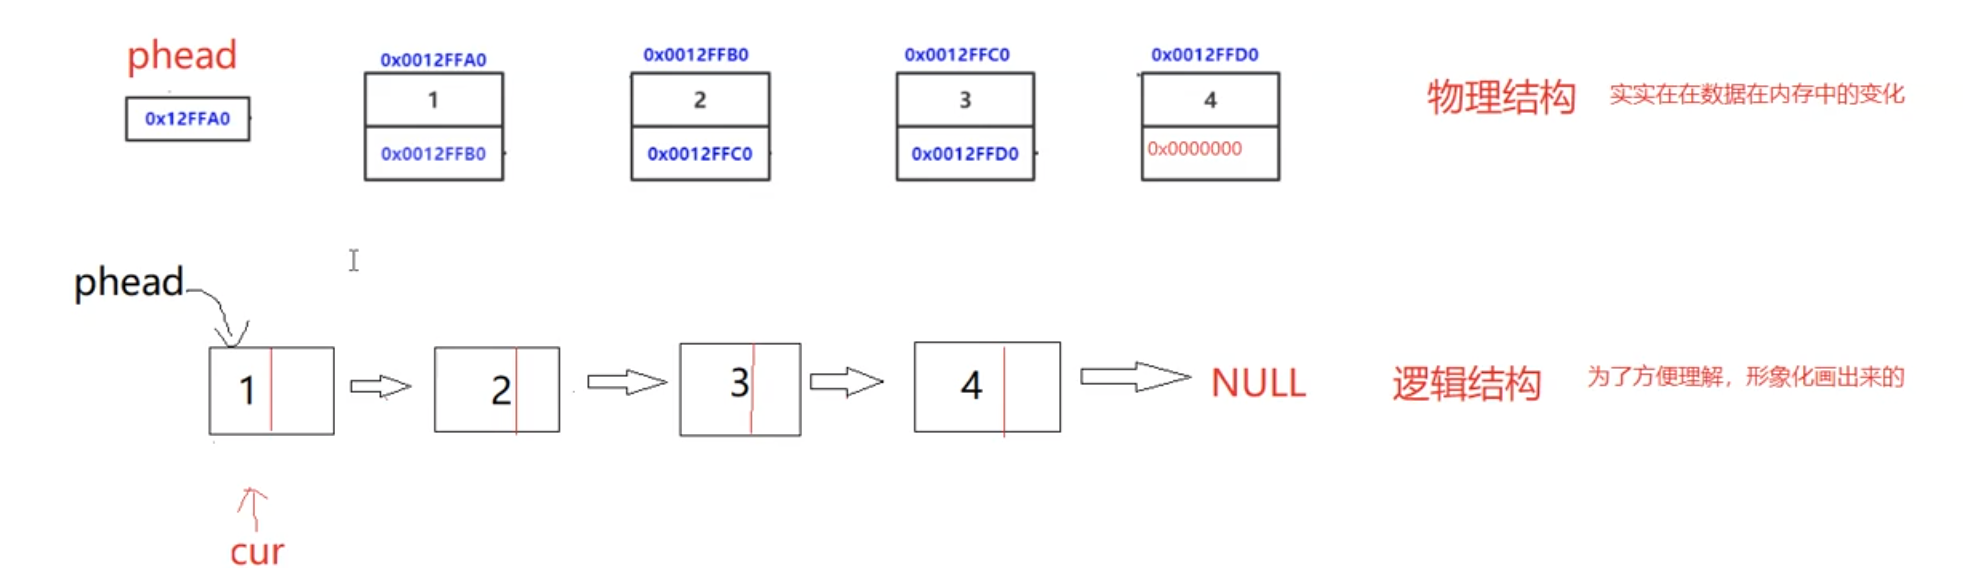 phead
0x12FFA0
0x0012FFA0
1
0x0012FFB0
0x0012FFB0
2
0x0012FFC0
0x0012FFC0
3
0x0012FFD0
0x0012FFD0
4
0x0000000
物理结构 实实在在数据在内存中的变化
phead
1
2
3
4
NULL
逻辑结构 为了方便理解，形象化画出来的
cur